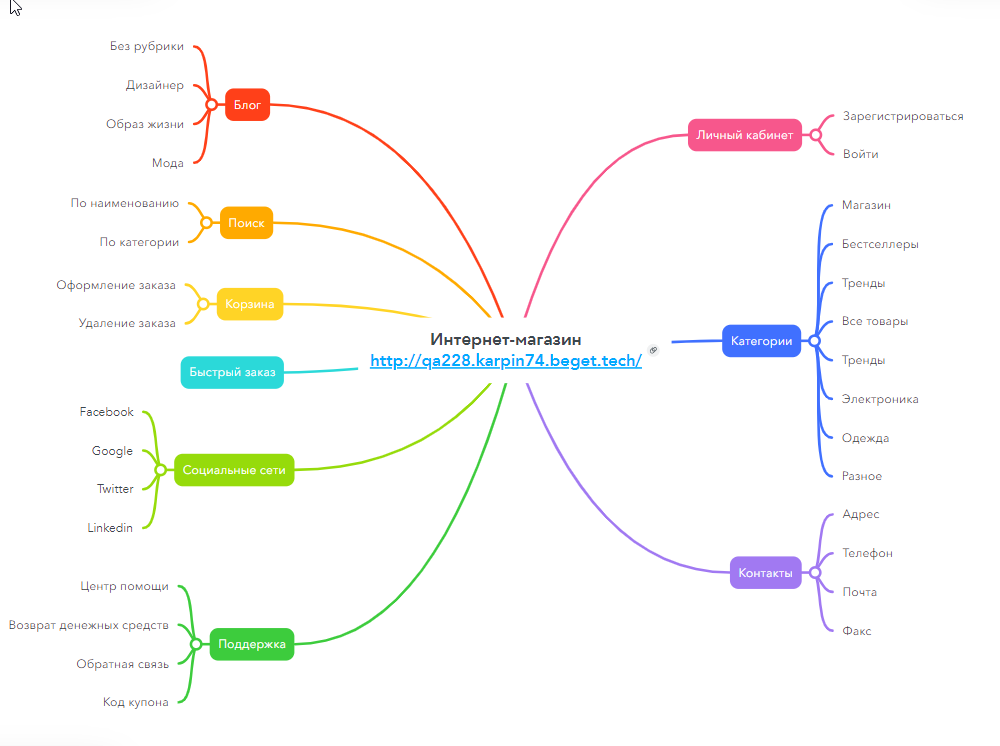 Интернет-магазин
http://qa228.karpin74.beget.tech/
Блог
Без рубрики
Дизайнер
Образ жизни
Мода
Поиск
По наименованию
По категории
Корзина
Оформление заказа
Удаление заказа
Быстрый заказ
Социальные сети
Facebook
Google
Twitter
Linkedin
Поддержка
Центр помощи
Возврат денежных средств
Обратная связь
Код купона
Личный кабинет
Зарегистрироваться
Войти
Категории
Магазин
Бестселлеры
Тренды
Все товары
Тренды
Электроника
Одежда
Разное
Контакты
Адрес
Телефон
Почта
Факс